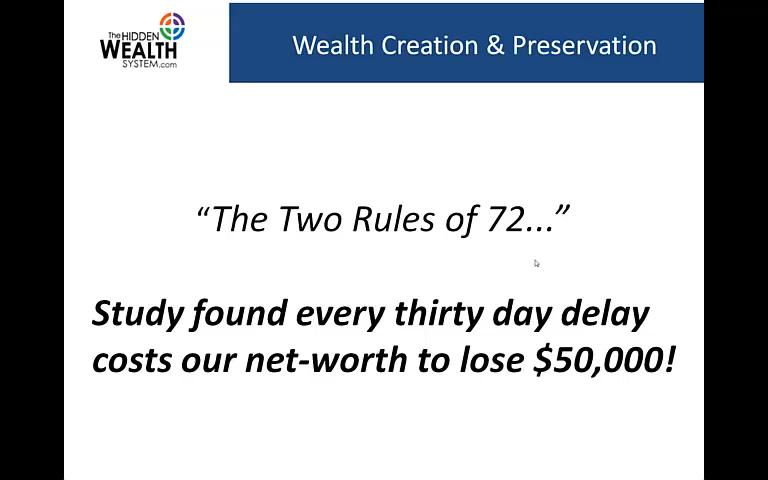 The HIDDEN
WEALTH
SYSTEM.com
Wealth Creation & Preservation
“The Two Rules of 72...”
Study found every thirty day delay
costs our net-worth to lose $50,000!